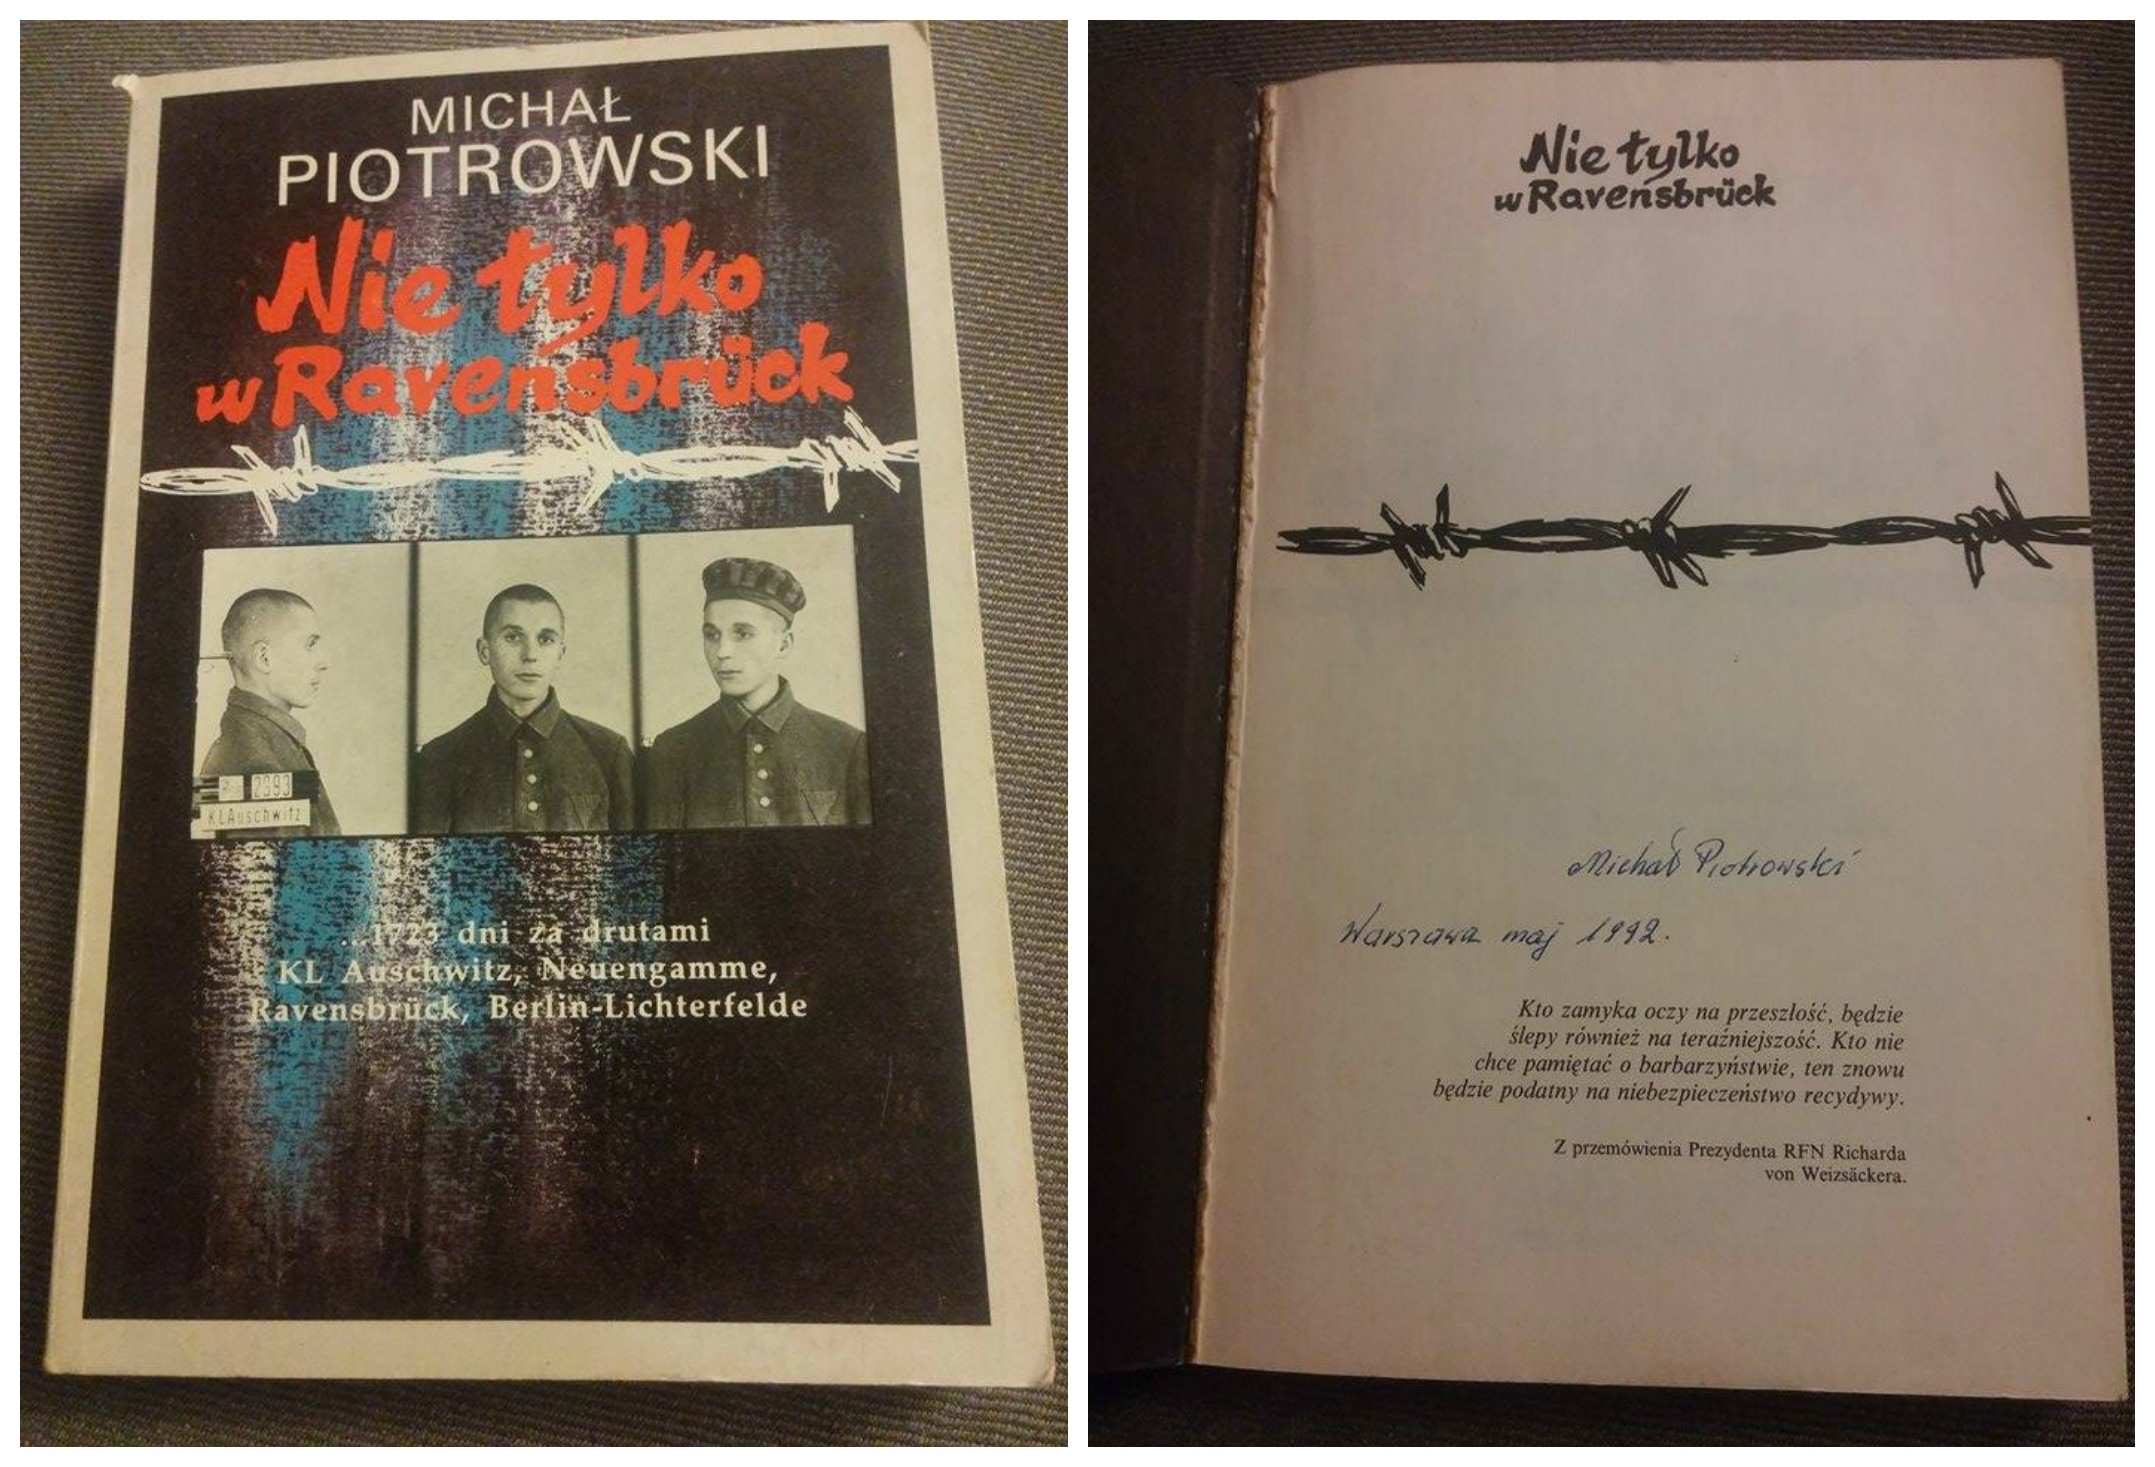 MICHAŁ
PIOTROWSKI
Nie tylko
w Ravensbrück
P 2393
KL Auschwitz
...1723 dni za drutami
KL Auschwitz, Neuengamme,
Ravensbrück, Berlin-Lichterfelde
Nie tylko
w Ravensbrück
Michał Piotrowski
Warszawa maj 1992.
Kto zamyka oczy na przeszłość, będzie
ślepy również na teraźniejszość. Kto nie
chce pamiętać o barbarzyństwie, ten znowu
będzie podatny na niebezpieczeństwo recydywy.
Z przemówienia Prezydenta RFN Richarda
von Weizsäckera.